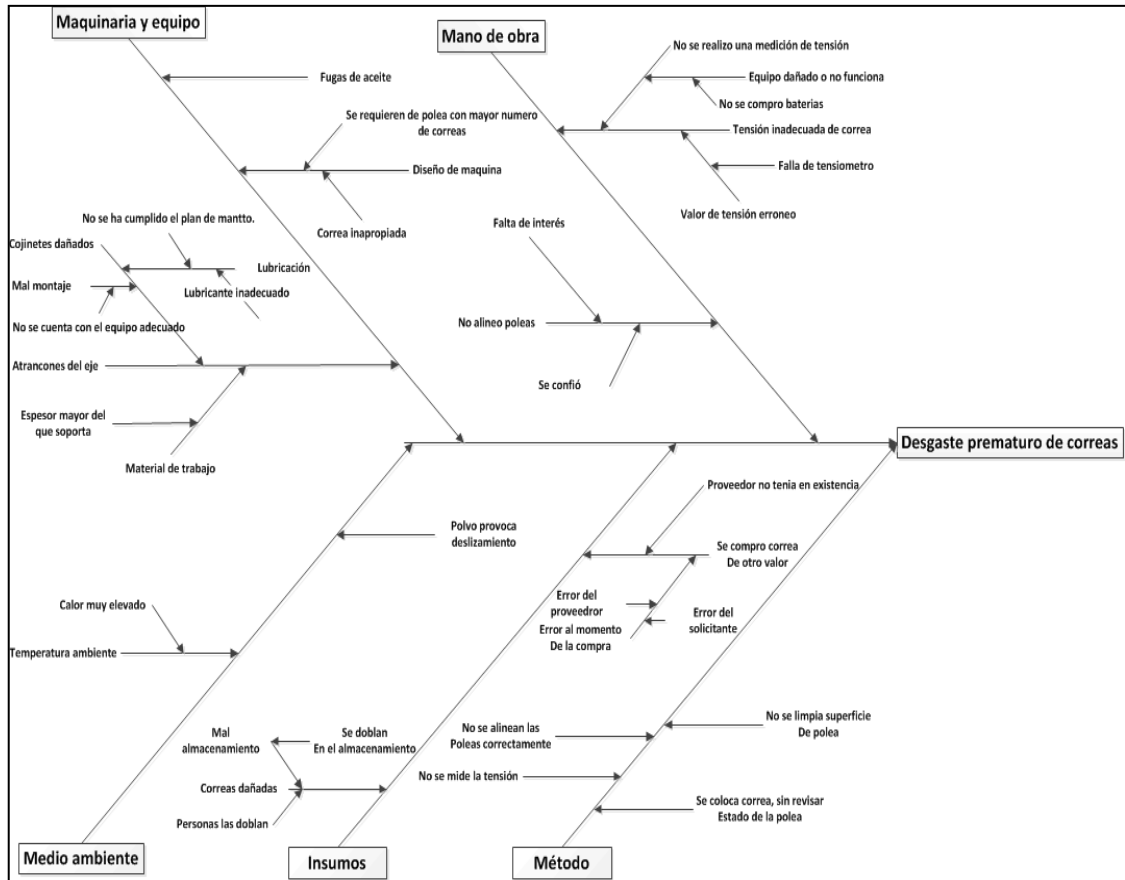 Maquinaria y equipo
Mano de obra
No se realizo una medición de tensión
Fugas de aceite
Equipo dañado o no funciona
No se compro baterias
Se requieren de polea con mayor numero
de correas
Tensión inadecuada de correa
Diseño de maquina
Falla de tensiometro
Valor de tensión erroneo
No se ha cumplido el plan de mantto.
Falta de interés
Correa inapropiada
Cojinetes dañados
Lubricación
Mal montaje
Lubricante inadecuado
No se cuenta con el equipo adecuado
No alineo poleas
Atrancones del eje
Se confió
Espesor mayor del
que soporta
Material de trabajo
Desgaste prematuro de correas
Proveedor no tenia en existencia
Polvo provoca
deslizamiento
Se compro correa
De otro valor
Error del
proveedror
Error al momento
De la compra
Error del
solicitante
Calor muy elevado
Temperatura ambiente
No se limpia superficie
De polea
Mal
almacenamiento
Se doblan
En el almacenamiento
No se alinean las
Poleas correctamente
No se mide la tensión
Correas dañadas
Personas las doblan
Se coloca correa, sin revisar
Estado de la polea
Medio ambiente
Insumos
Método